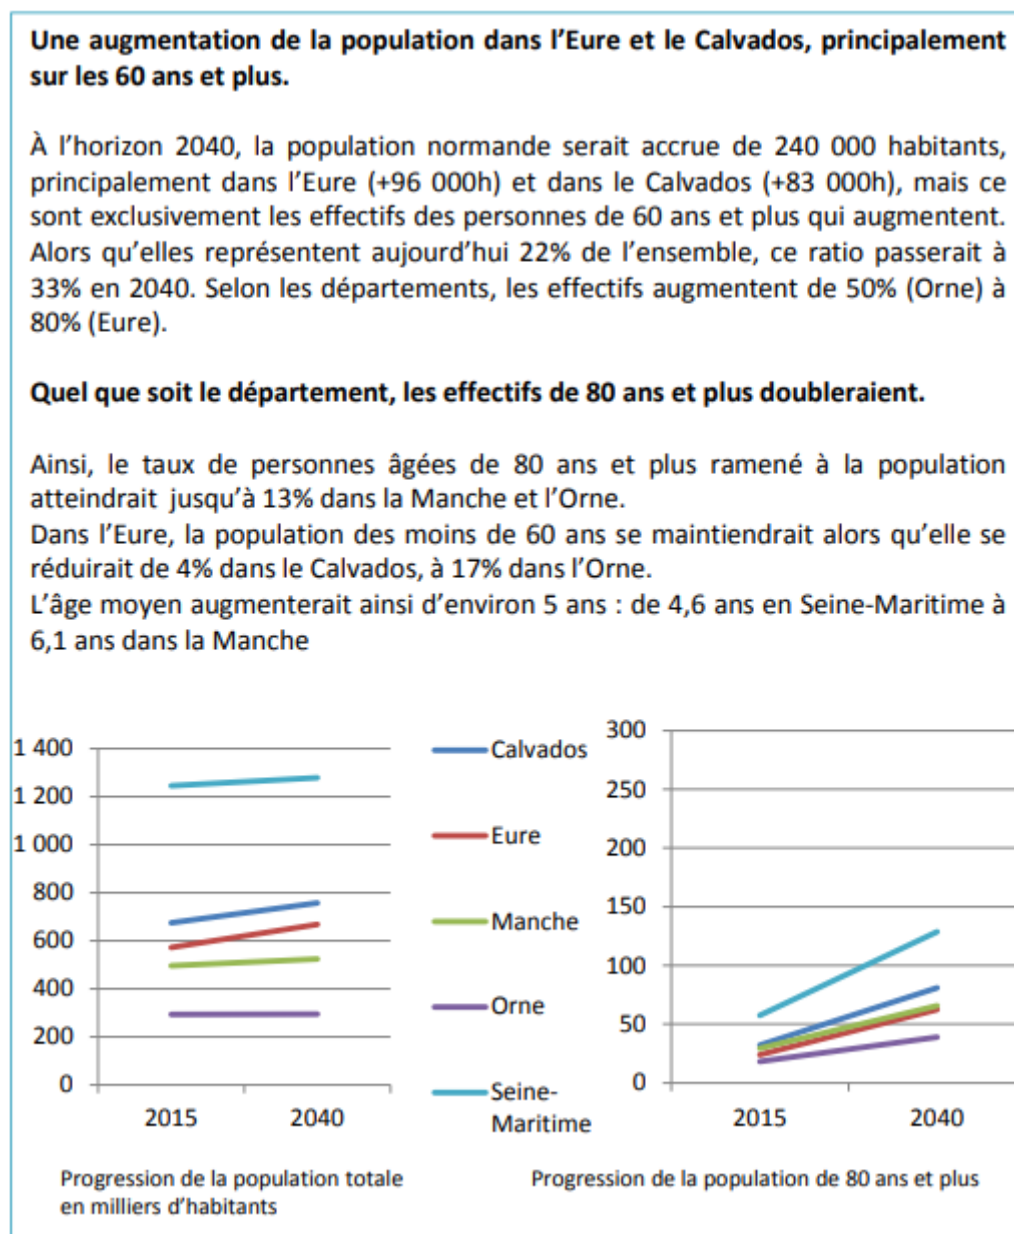 Une augmentation de la population dans l’Eure et le Calvados, principalement
sur les 60 ans et plus.
À l’horizon 2040, la population normande serait accrue de 240 000 habitants,
principalement dans l’Eure (+96 000h) et dans le Calvados (+83 000h), mais ce
sont exclusivement les effectifs des personnes de 60 ans et plus qui augmentent.
Alors qu’elles représentent aujourd’hui 22% de l’ensemble, ce ratio passerait à
33% en 2040. Selon les départements, les effectifs augmentent de 50% (Orne) à
80% (Eure).
Quel que soit le département, les effectifs de 80 ans et plus doubleraient.
Ainsi, le taux de personnes âgées de 80 ans et plus ramené à la population
atteindrait jusqu’à 13% dans la Manche et l’Orne.
Dans l’Eure, la population des moins de 60 ans se maintiendrait alors qu’elle se
réduirait de 4% dans le Calvados, à 17% dans l’Orne.
L’âge moyen augmenterait ainsi d’environ 5 ans : de 4,6 ans en Seine-Maritime à
6,1 ans dans la Manche
1 400
1 200
1 000
800
600
400
200
0
2015 2040
Progression de la population totale
en milliers d’habitants
Calvados
Eure
Manche
Orne
Seine-
Maritime
300
250
200
150
100
50
0
2015 2040
Progression de la population de 80 ans et plus